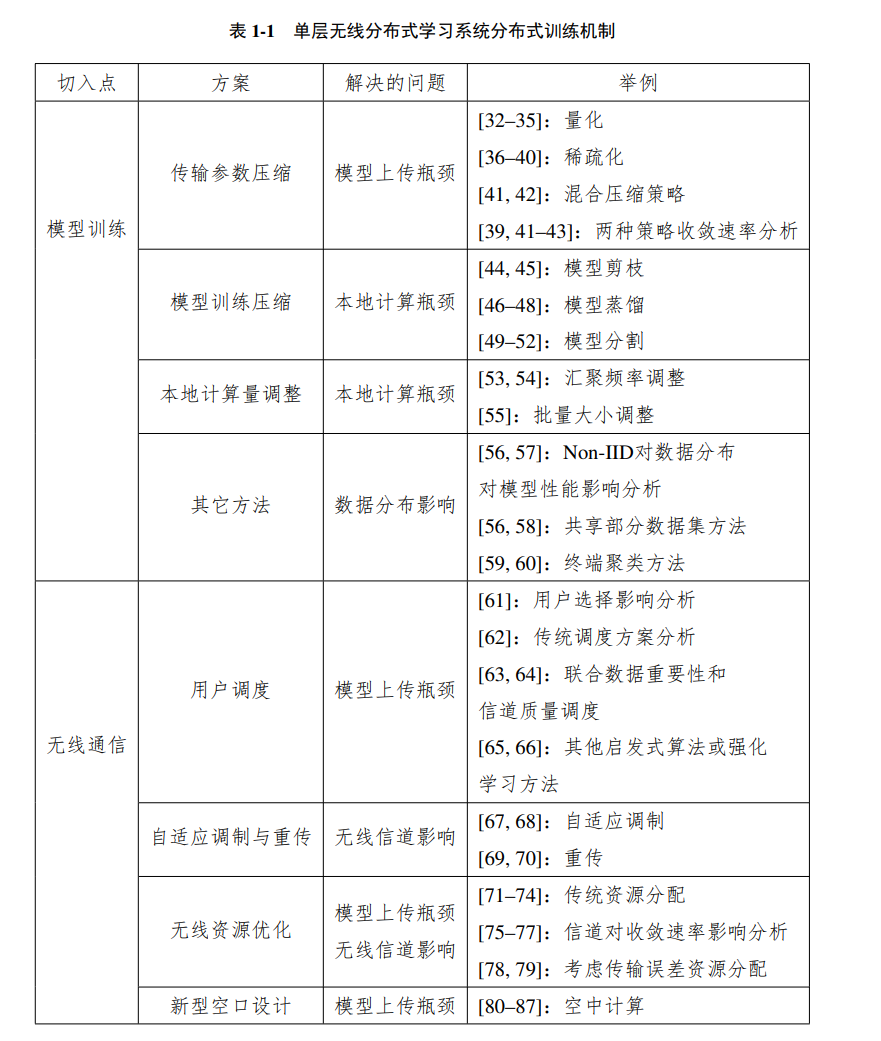 表 1-1 单层无线分布式学习系统分布式训练机制
切入点 方案 解决的问题 举例
模型训练
传输参数压缩 模型上传瓶颈
[32–35]：量化
[36–40]：稀疏化
[41, 42]：混合压缩策略
[39, 41–43]：两种策略收敛速率分析
模型训练压缩 本地计算瓶颈
[44, 45]：模型剪枝
[46–48]：模型蒸馏
[49–52]：模型分割
本地计算量调整 本地计算瓶颈
[53, 54]：汇聚频率调整
[55]：批量大小调整
其它方法 数据分布影响
[56, 57]：Non-IID对数据分布
对模型性能影响分析
[56, 58]：共享部分数据集方法
[59, 60]：终端聚类方法
无线通信
用户调度 模型上传瓶颈
[61]：用户选择影响分析
[62]：传统调度方案分析
[63, 64]：联合数据重要性和
信道质量调度
[65, 66]：其他启发式算法或强化
学习方法
自适应调制与重传 无线信道影响
[67, 68]：自适应调制
[69, 70]：重传
无线资源优化
模型上传瓶颈
无线信道影响
[71–74]：传统资源分配
[75–77]：信道对收敛速率影响分析
[78, 79]：考虑传输误差资源分配
新型空口设计 模型上传瓶颈 [80–87]：空中计算